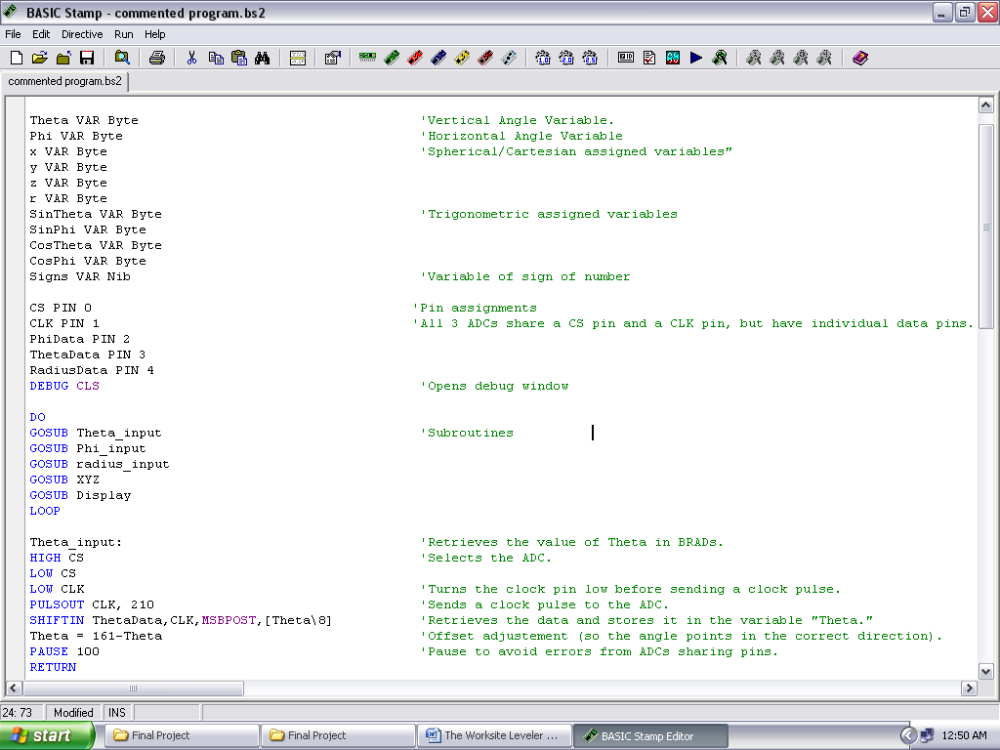 BASIC Stamp - commented program.bs2
File Edit Directive Run Help
commented program.bs2
Theta VAR Byte 'Vertical Angle Variable.
Phi VAR Byte 'Horizontal Angle Variable
x VAR Byte 'Spherical/Cartesian assigned variables"
y VAR Byte
z VAR Byte
r VAR Byte
SinTheta VAR Byte 'Trigonometric assigned variables
SinPhi VAR Byte
CosTheta VAR Byte
CosPhi VAR Byte
Signs VAR Nib 'Variable of sign of number
CS PIN 0 'Pin assignments
CLK PIN 1 'All 3 ADCs share a CS pin and a CLK pin, but have individual data pins.
PhiData PIN 2
ThetaData PIN 3
RadiusData PIN 4
DEBUG CLS 'Opens debug window
DO
GOSUB Theta_input 'Subroutines
GOSUB Phi_input
GOSUB radius_input
GOSUB XYZ
GOSUB Display
LOOP
Theta_input: 'Retrieves the value of Theta in BRADs.
HIGH CS 'Selects the ADC.
LOW CS
LOW CLK 'Turns the clock pin low before sending a clock pulse.
PULSOUT CLK, 210 'Sends a clock pulse to the ADC.
SHIFTIN ThetaData,CLK,MSBPOST,[Theta\8] 'Retrieves the data and stores it in the variable "Theta."
Theta = 161-Theta 'Offset adjustement (so the angle points in the correct direction).
PAUSE 100 'Pause to avoid errors from ADCs sharing pins.
RETURN
24: 73 Modified INS
start Final Project Final Project The Worksite Leveler ... BASIC Stamp Editor 12:50 AM